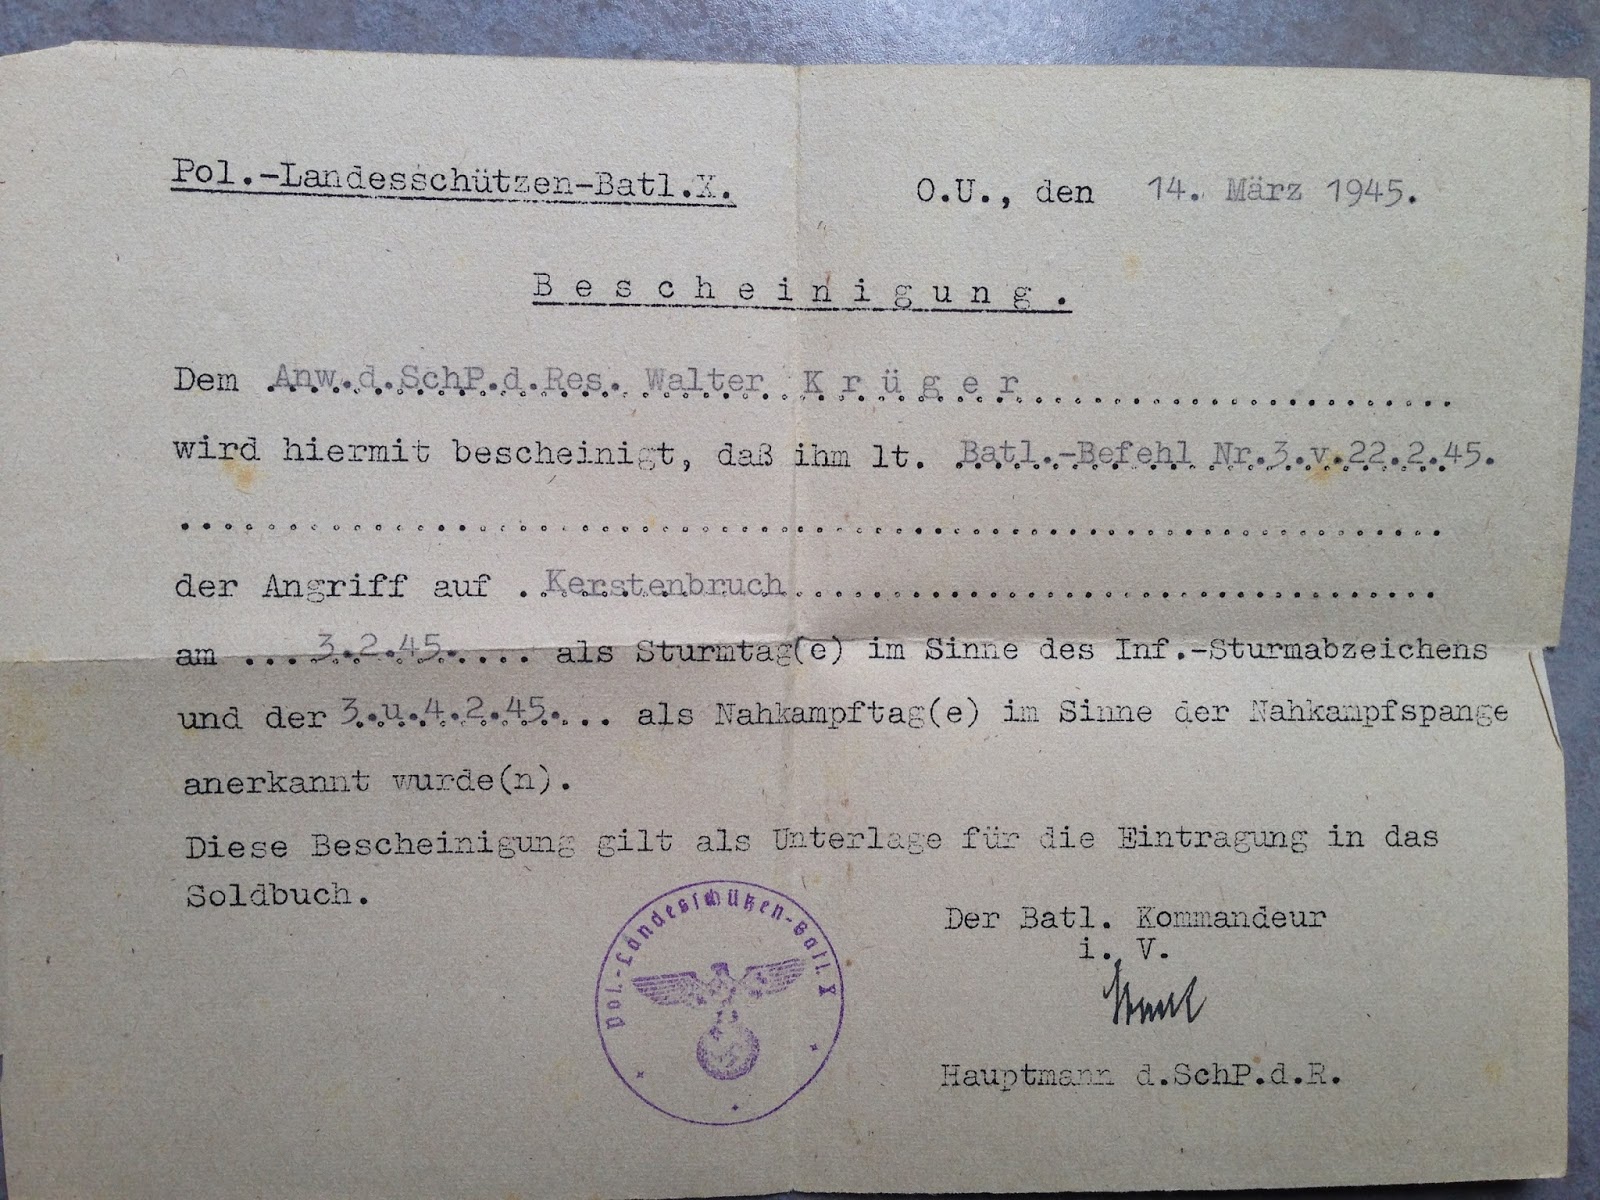 Pol.-Landesschützen-Batl.X.
O.U., den 14. März 1945.
Bescheinigung.
Dem Anw.d.SchP.d.Res. Walter Krüger
wird hiermit bescheinigt, daß ihm lt. Batl.-Befehl Nr.3.v.22.2.45.
der Angriff auf Kerstenbruch
am 3.2.45. als Sturmtag(e) im Sinne des Inf.-Sturmabzeichens
und der 3.u.4.2.45. als Nahkampftag(e) im Sinne der Nahkampfspange
anerkannt wurde(n).
Diese Bescheinigung gilt als Unterlage für die Eintragung in das
Soldbuch.
Pol.-Landesschützen-Batl. X
Der Batl. Kommandeur
i. V.
Hauptmann d.SchP.d.R.